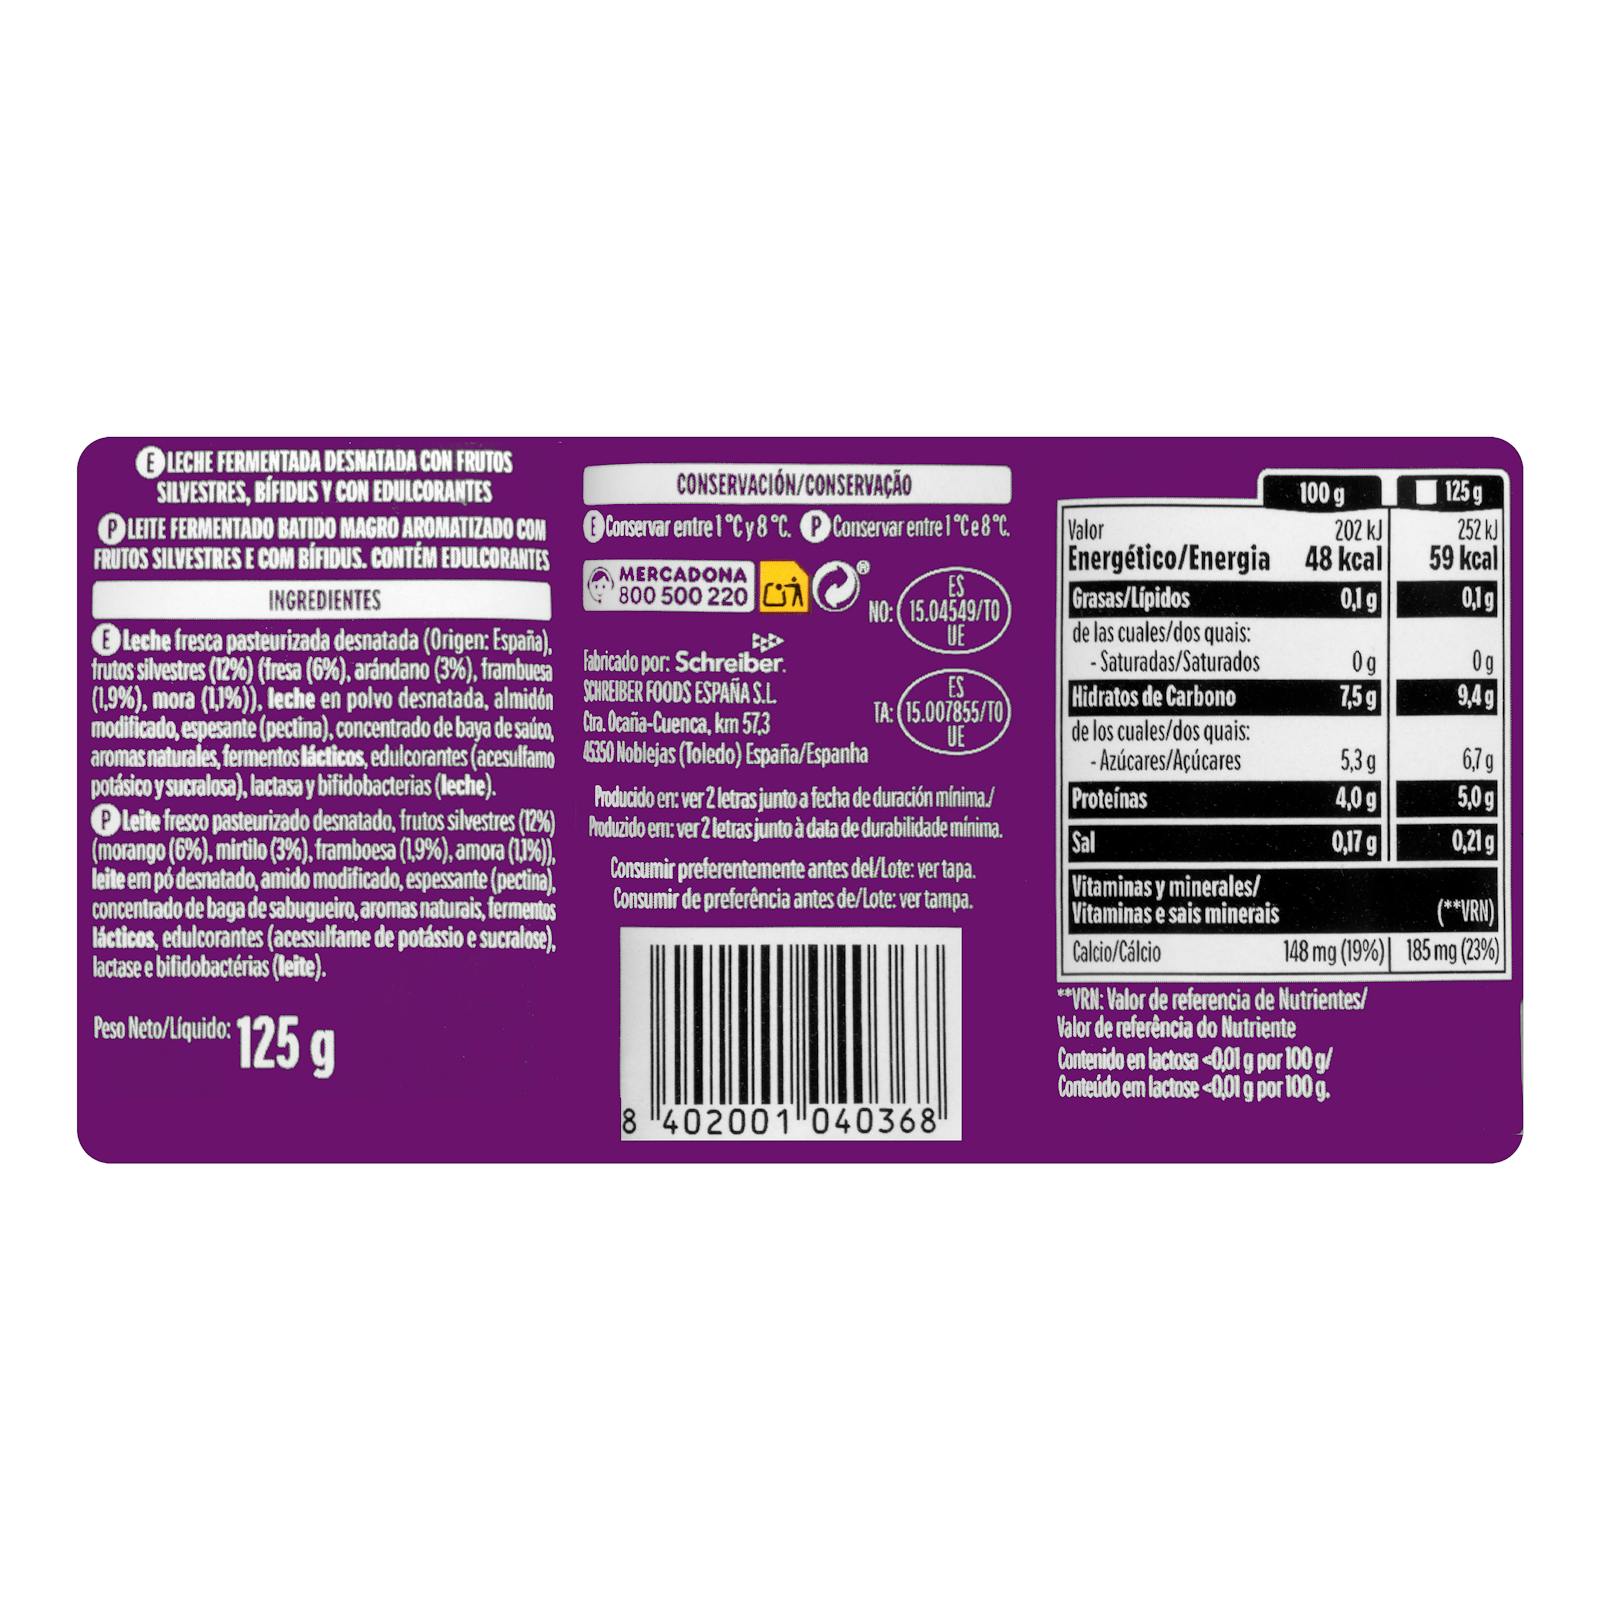 E LECHE FERMENTADA DESNATADA CON FRUTOS
SILVESTRES, BÍFIDUS Y CON EDULCORANTES
P LEITE FERMENTADO BATIDO MAGRO AROMATIZADO COM
FRUTOS SILVESTRES E COM BÍFIDUS. CONTÉM EDULCORANTES
INGREDIENTES
E Leche fresca pasteurizada desnatada (Origen: España),
frutos silvestres (12%) (fresa (6%), arándano (3%), frambuesa
(1,9%), mora (1,1%)), leche en polvo desnatada, almidón
modificado, espesante (pectina), concentrado de baya de saúco,
aromas naturales, fermentos lácticos, edulcorantes (acesulfamo
potásico y sucralosa), lactasa y bifidobacterias (leche).
P Leite fresco pasteurizado desnatado, frutos silvestres (12%)
(morango (6%), mirtilo (3%), framboesa (1,9%), amora (1,1%)),
leite em pó desnatado, amido modificado, espessante (pectina),
concentrado de baga de sabugueiro, aromas naturais, fermentos
lácticos, edulcorantes (acessulfame de potássio e sucralose),
lactase e bifidobactérias (leite).
Peso Neto/Líquido: 125 g
CONSERVACIÓN/CONSERVAÇÃO
E Conservar entre 1 °C y 8 °C. P Conservar entre 1 °C e 8 °C.
MERCADONA
800 500 220
®
NO: ES
15.04549/TO
UE
Fabricado por: Schreiber.
SCHREIBER FOODS ESPAÑA S.L.
Ctra. Ocaña-Cuenca, km 57,3
45350 Noblejas (Toledo) España/Espanha
TA: ES
15.007855/TO
UE
Producido en: ver 2 letras junto a fecha de duración mínima./
Produzido em: ver 2 letras junto à data de durabilidade mínima.
Consumir preferentemente antes del/Lote: ver tapa.
Consumir de preferência antes de/Lote: ver tampa.
8 402001 040368
100 g 125 g
Valor 202 kJ 252 kJ
Energético/Energia 48 kcal 59 kcal
Grasas/Lípidos 0,1 g 0,1 g
de las cuales/dos quais:
- Saturadas/Saturados 0 g 0 g
Hidratos de Carbono 7,5 g 9,4 g
de los cuales/dos quais:
- Azúcares/Açúcares 5,3 g 6,7 g
Proteínas 4,0 g 5,0 g
Sal 0,17 g 0,21 g
Vitaminas y minerales/
Vitaminas e sais minerais (**VRN)
Calcio/Cálcio 148 mg (19%) 185 mg (23%)
**VRN: Valor de referencia de Nutrientes/
Valor de referência do Nutriente
Contenido en lactosa <0,01 g por 100 g/
Conteúdo em lactose <0,01 g por 100 g.